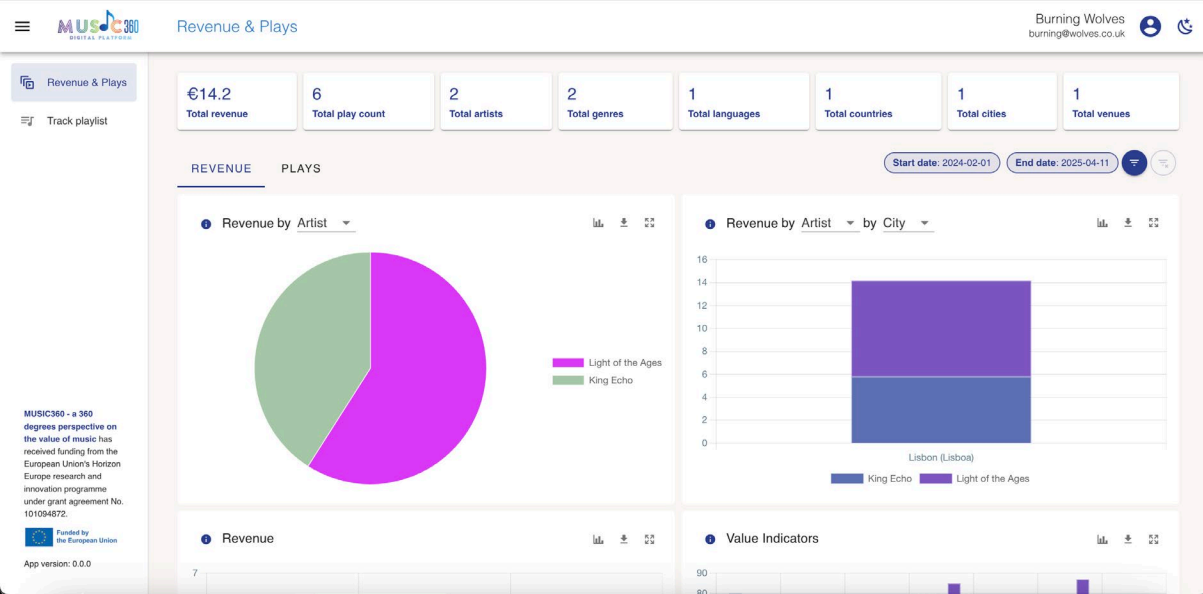 MUSIC360
DIGITAL PLATFORM
Revenue & Plays
Burning Wolves
burning@wolves.co.uk
Revenue & Plays
Track playlist
€14.2
Total revenue
6
Total play count
2
Total artists
2
Total genres
1
Total languages
1
Total countries
1
Total cities
1
Total venues
REVENUE
PLAYS
Start date: 2024-02-01
End date: 2025-04-11
Revenue by Artist
Light of the Ages
King Echo
Revenue by Artist by City
16
14
12
10
8
6
4
2
0
Lisbon (Lisboa)
King Echo
Light of the Ages
MUSIC360 - a 360
degrees perspective on
the value of music has
received funding from the
European Union's Horizon
Europe research and
innovation programme
under grant agreement No.
101094872.
Funded by
the European Union
App version: 0.0.0
Revenue
7
Value Indicators
90
80